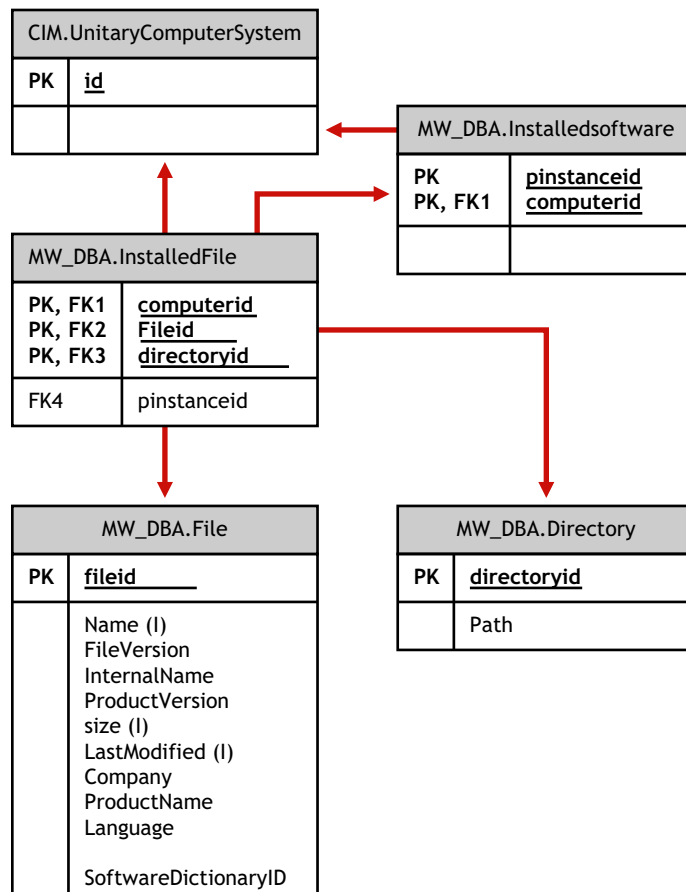 CIM.UnitaryComputerSystem
PK id
MW_DBA.Installedsoftware
PK pinstanceid
PK, FK1 computerid
MW_DBA.InstalledFile
PK, FK1 computerid
PK, FK2 Fileid
PK, FK3 directoryid
FK4 pinstanceid
MW_DBA.File
PK fileid
Name (I)
FileVersion
InternalName
ProductVersion
size (I)
LastModified (I)
Company
ProductName
Language
SoftwareDictionaryID
MW_DBA.Directory
PK directoryid
Path